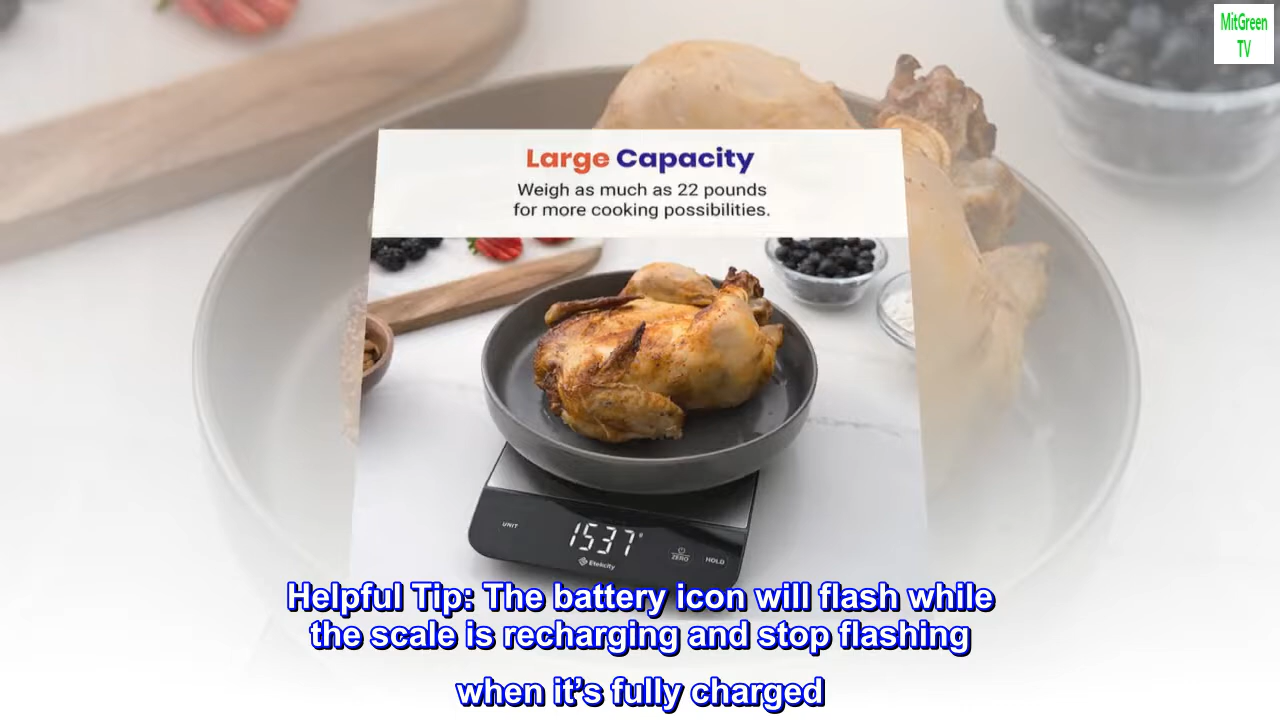 MitGreen
TV
Large Capacity
Weigh as much as 22 pounds
for more cooking possibilities.
UNIT
1537
ZERO
HOLD
Etekcity
Helpful Tip: The battery icon will flash while
the scale is recharging and stop flashing
when it’s fully charged